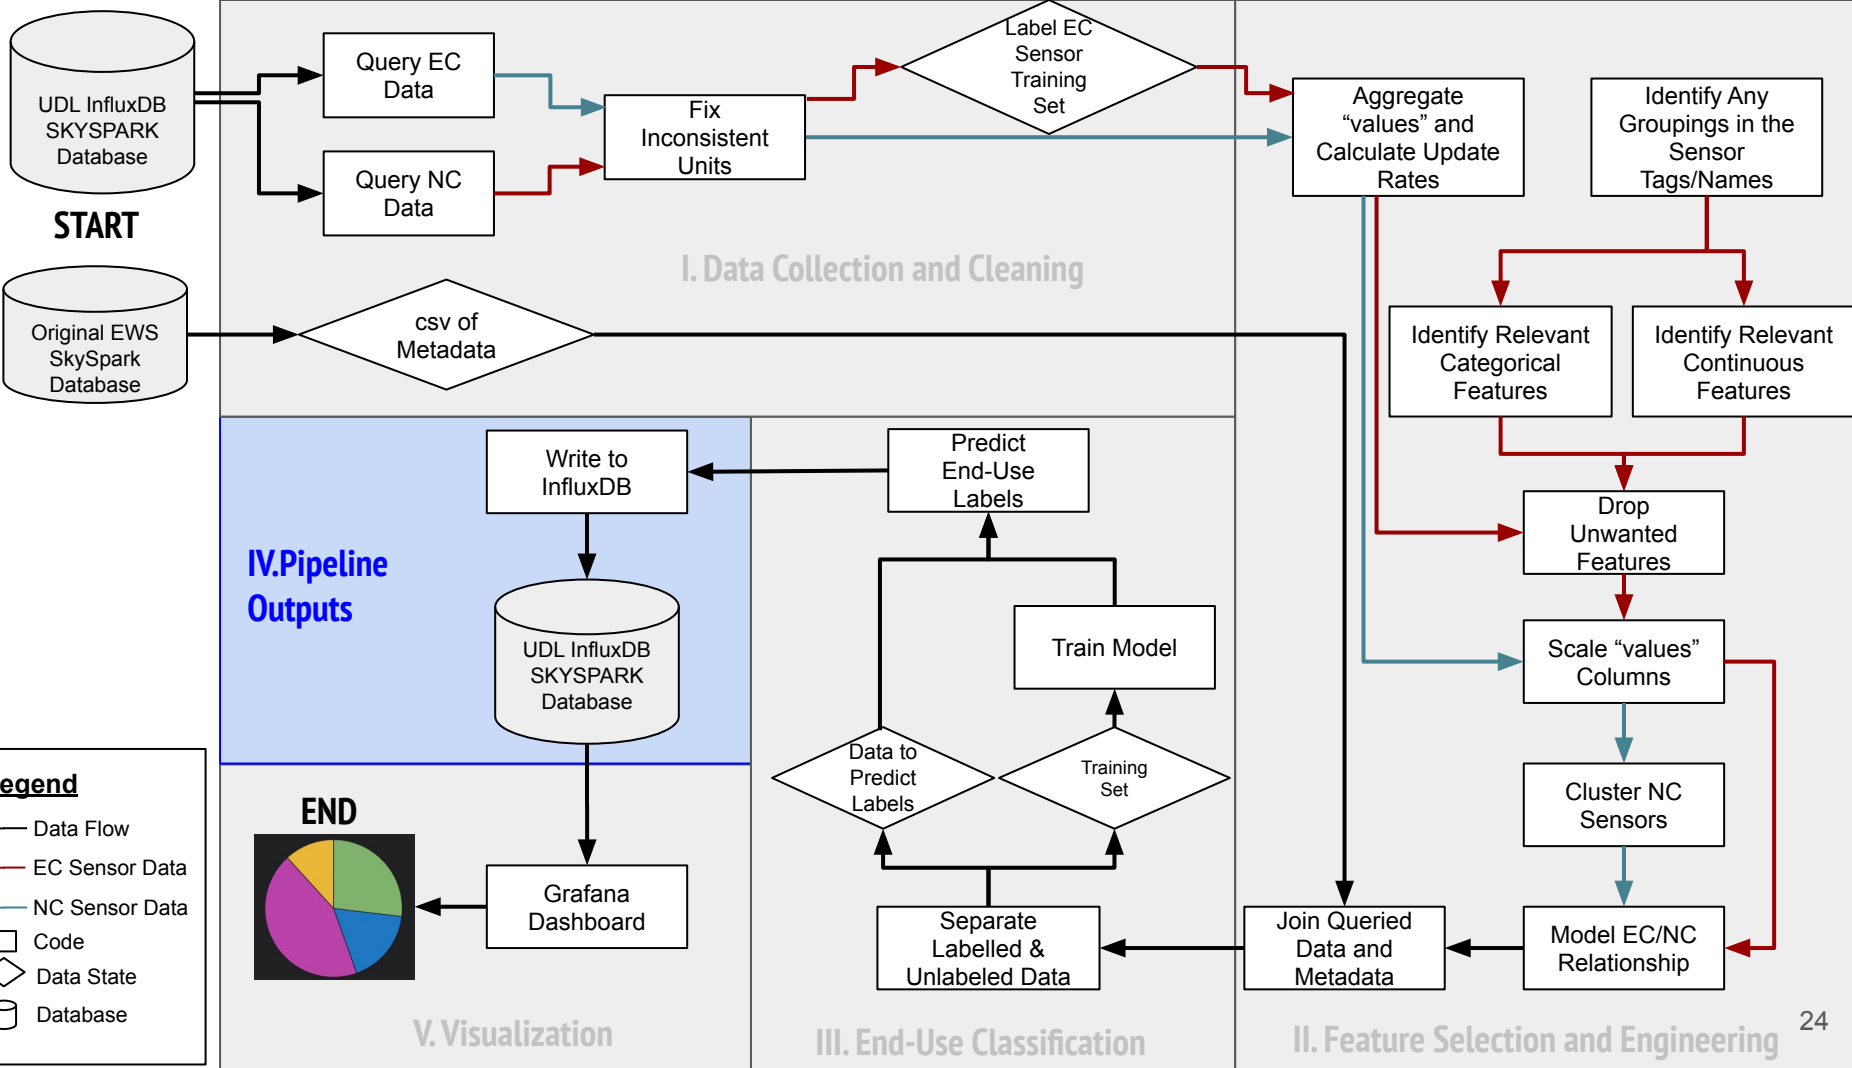 UDL InfluxDB
SKYSPARK
Database
START
Query EC
Data
Query NC
Data
Fix
Inconsistent
Units
Label EC
Sensor
Training
Set
Aggregate
“values” and
Calculate Update
Rates
Identify Any
Groupings in the
Sensor
Tags/Names
I. Data Collection and Cleaning
Original EWS
SkySpark
Database
csv of
Metadata
Identify Relevant
Categorical
Features
Identify Relevant
Continuous
Features
Drop
Unwanted
Features
Scale “values”
Columns
Cluster NC
Sensors
Model EC/NC
Relationship
Join Queried
Data and
Metadata
II. Feature Selection and Engineering
Separate
Labelled &
Unlabeled Data
Data to
Predict
Labels
Training
Set
Train Model
Predict
End-Use
Labels
III. End-Use Classification
Write to
InfluxDB
IV.Pipeline
Outputs
UDL InfluxDB
SKYSPARK
Database
Grafana
Dashboard
END
V. Visualization
egend
Data Flow
EC Sensor Data
NC Sensor Data
Code
Data State
Database
24